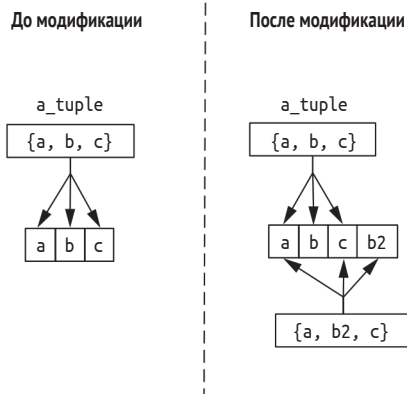 До модификации
a_tuple
{a, b, c}
a b c
После модификации
a_tuple
{a, b, c}
a b c b2
{a, b2, c}